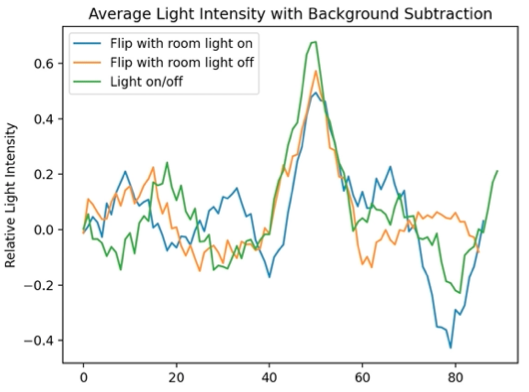 Average Light Intensity with Background Subtraction
Flip with room light on
Flip with room light off
Light on/off
Relative Light Intensity
0.6
0.4
0.2
0.0
−0.2
−0.4
0 20 40 60 80